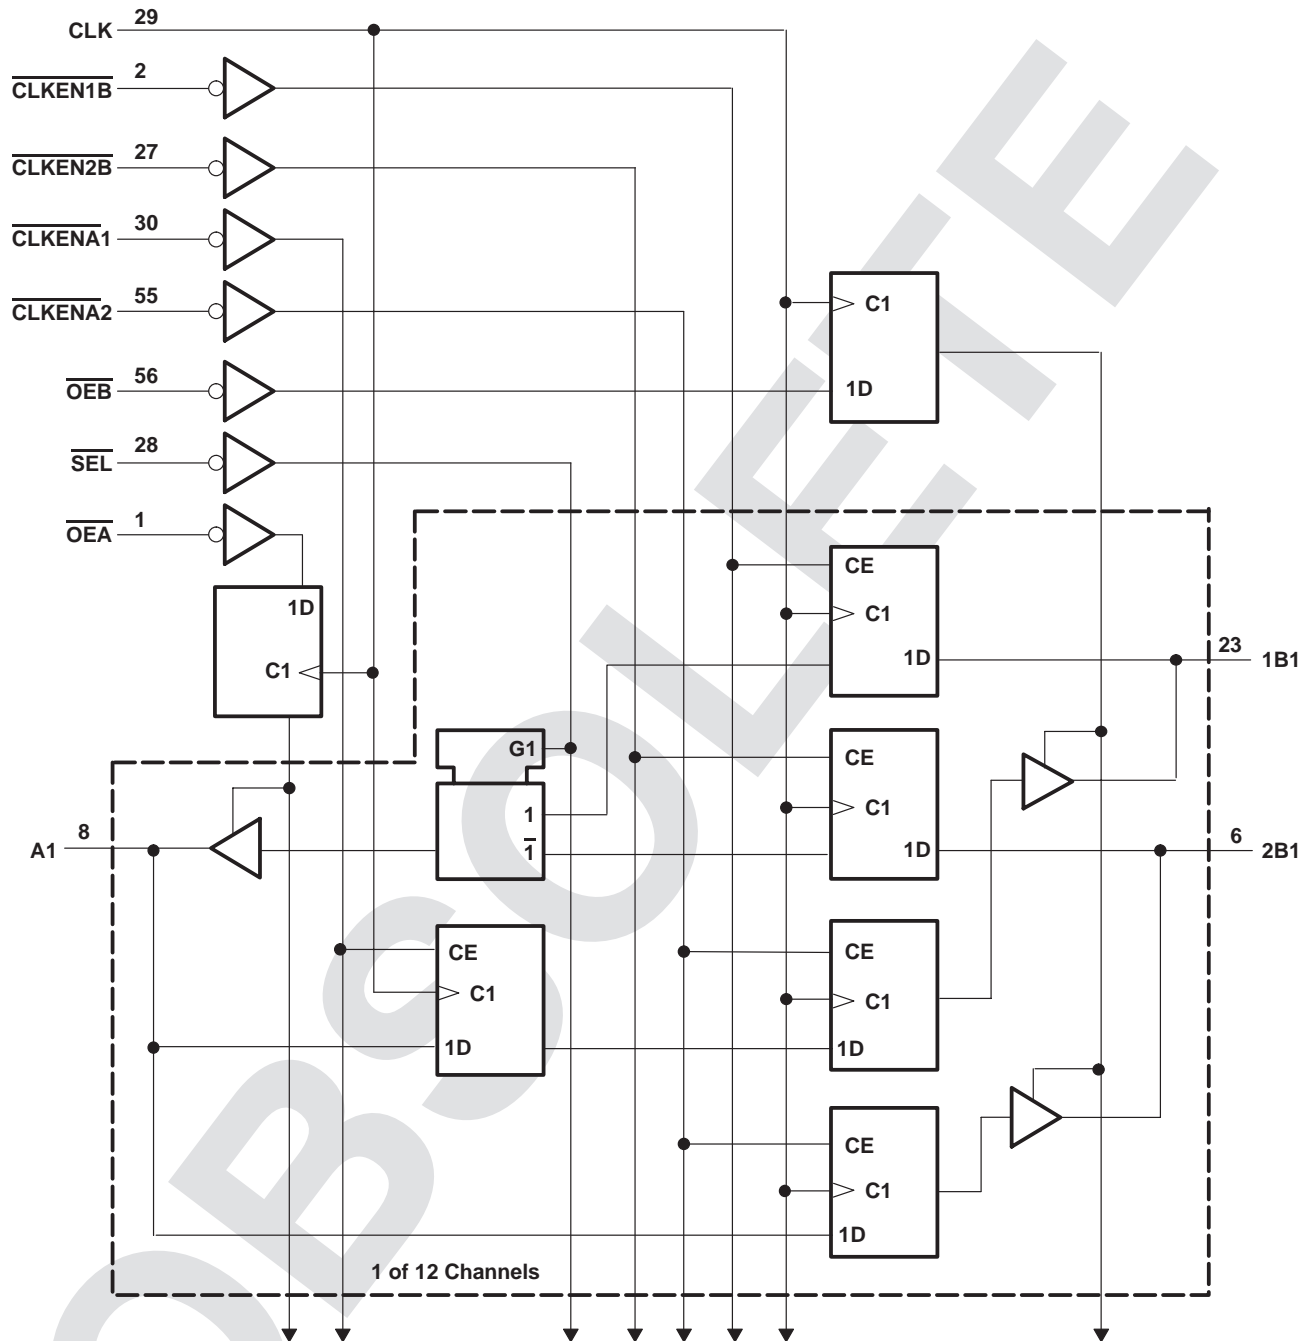 CLK 29
CLKEN1B 2
CLKEN2B 27
CLKENA1 30
CLKENA2 55
C1
OEB 56
1D
SEL 28
OEA 1
CE
1D
C1
23
1D
1B1
C1
G1
CE
C1
1
A1 8
6
1
1D
2B1
CE
CE
C1
C1
1D
1D
CE
C1
1D
1 of 12 Channels
OBSOLETE